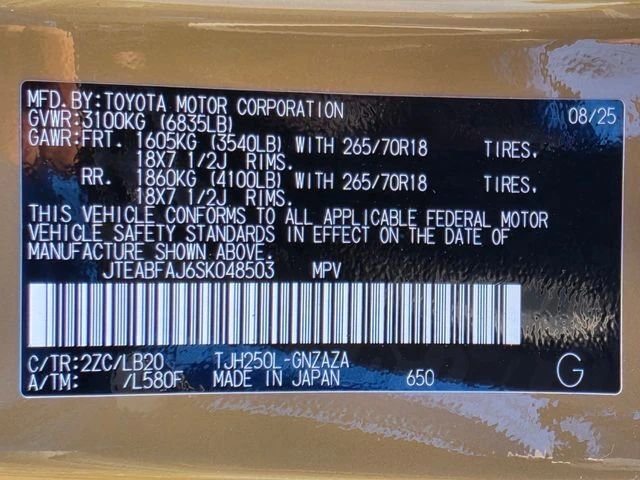 MFD.BY:TOYOTA MOTOR CORPORATION 08/25
GVWR:3100KG (6835LB)
GAWR:FRT. 1605KG (3540LB) WITH 265/70R18 TIRES,
18X7 1/2J RIMS.
RR. 1860KG (4100LB) WITH 265/70R18 TIRES,
18X7 1/2J RIMS.
THIS VEHICLE CONFORMS TO ALL APPLICABLE FEDERAL MOTOR
VEHICLE SAFETY STANDARDS IN EFFECT ON THE DATE OF
MANUFACTURE SHOWN ABOVE.
JTEABFAJ6SK048503 MPV
C/TR:2ZC/LB20 TJH250L-GNZAZA
A/TM: /L580F MADE IN JAPAN 650 G